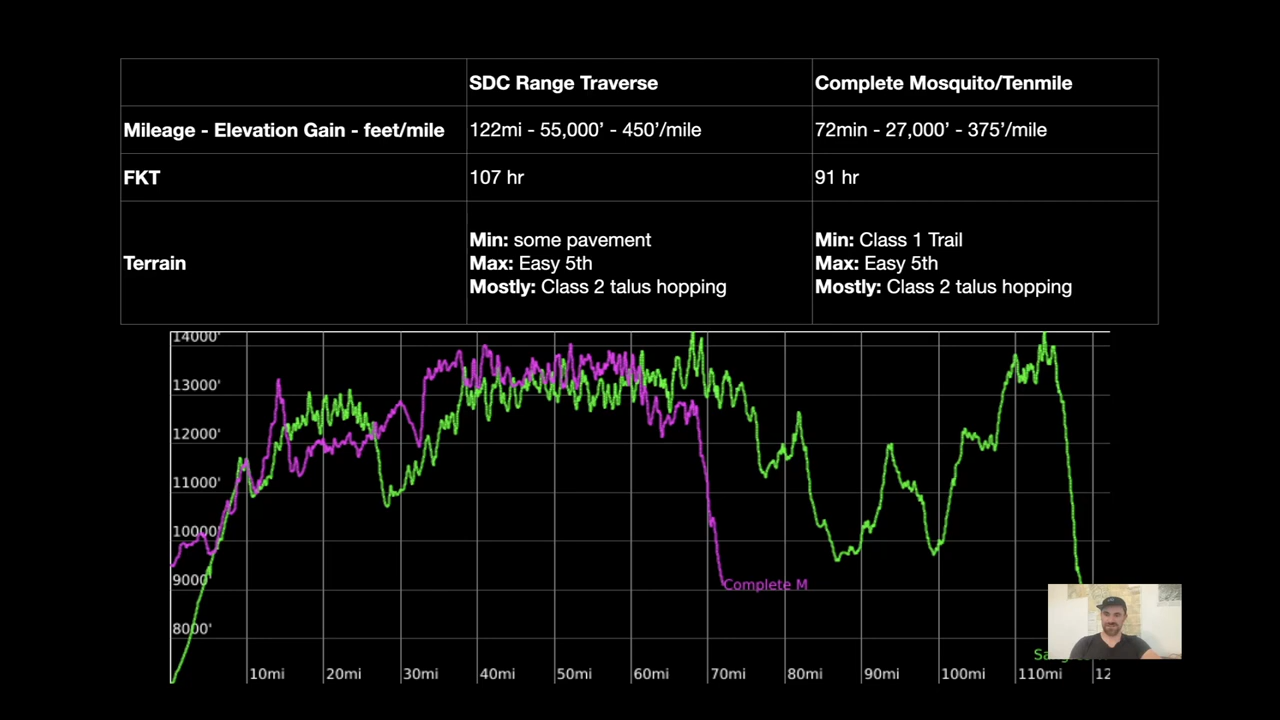 SDC Range Traverse
Complete Mosquito/Tenmile
Mileage - Elevation Gain - feet/mile
122mi - 55,000’ - 450’/mile
72min - 27,000’ - 375’/mile
FKT
107 hr
91 hr
Terrain
Min: some pavement
Max: Easy 5th
Mostly: Class 2 talus hopping
Min: Class 1 Trail
Max: Easy 5th
Mostly: Class 2 talus hopping
14000'
13000'
12000'
11000'
10000'
9000'
8000'
Complete M
10mi
20mi
30mi
40mi
50mi
60mi
70mi
80mi
90mi
100mi
110mi
12